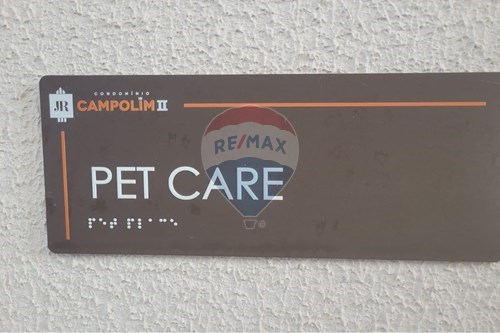 JR
CONDOMÍNIO
CAMPOLIM II
RE/MAX
PET CARE